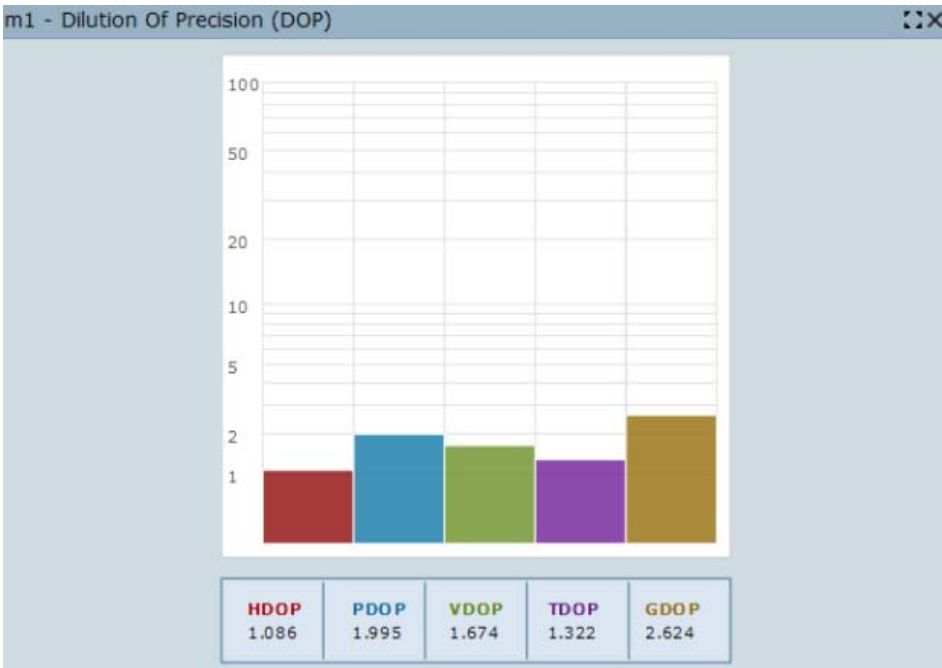 m1 - Dilution Of Precision (DOP)
100
50
20
10
5
2
1
HDOP PDOP VDOP TDOP GDOP
1.086 1.995 1.674 1.322 2.624